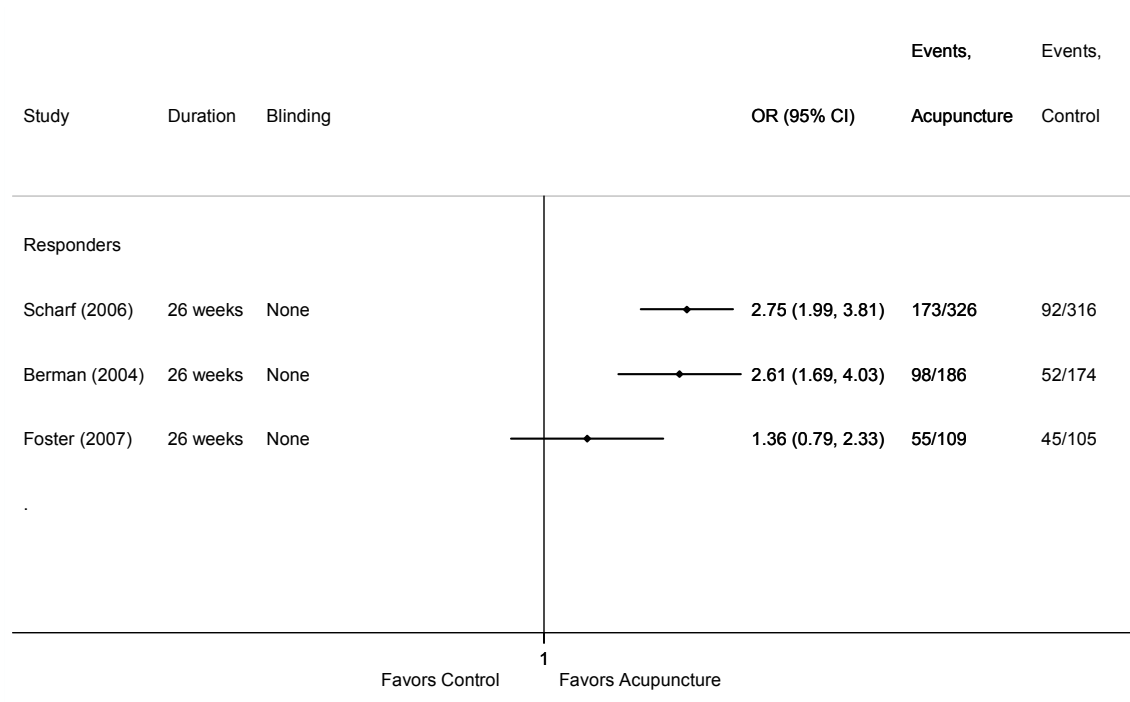 Events, Events,
Study Duration Blinding OR (95% CI) Acupuncture Control
Responders
Scharf (2006) 26 weeks None 2.75 (1.99, 3.81) 173/326 92/316
Berman (2004) 26 weeks None 2.61 (1.69, 4.03) 98/186 52/174
Foster (2007) 26 weeks None 1.36 (0.79, 2.33) 55/109 45/105
.
1
Favors Control Favors Acupuncture